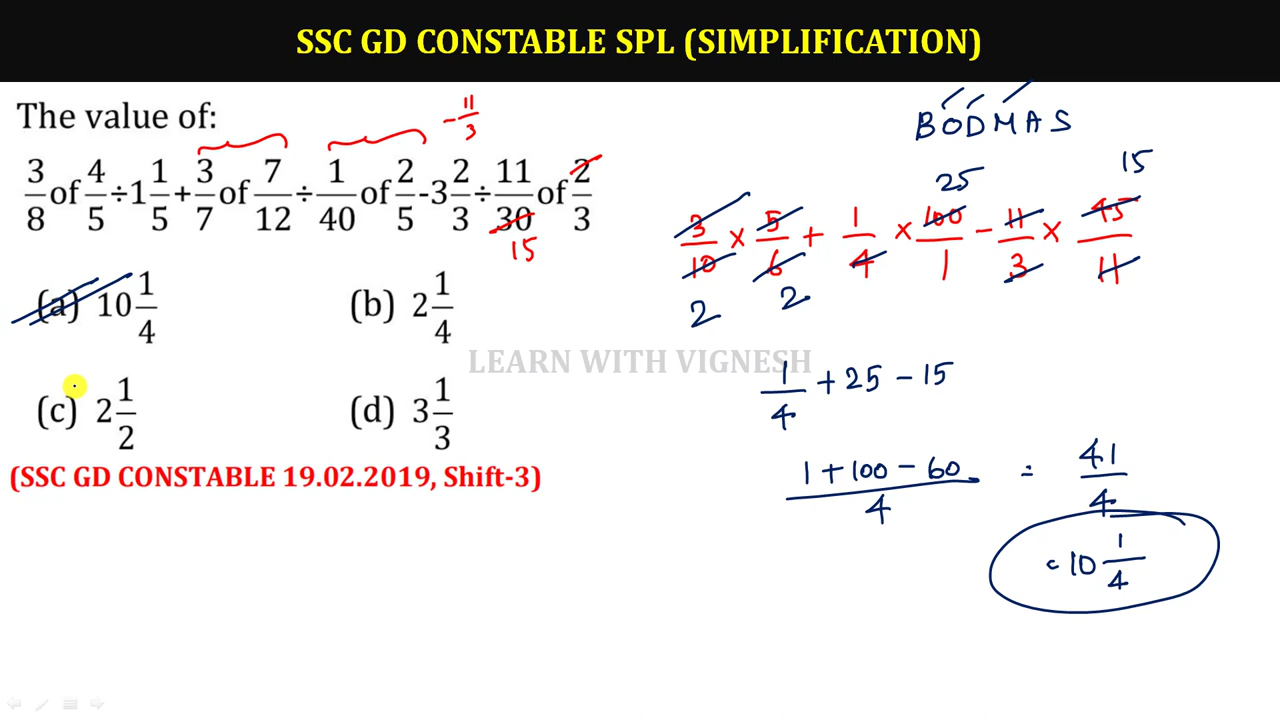 SSC GD CONSTABLE SPL (SIMPLIFICATION)
The value of:
-11/3
BODMAS
3/8 of 4/5 ÷ 1 1/5 + 3/7 of 7/12 ÷ 1/40 of 2/5 - 3 2/3 ÷ 11/30 of 2/3
15
25 15
3/10 × 5/6 + 1/4 × 100/1 - 11/3 × 45/11
2 2
(a) 10 1/4 (b) 2 1/4
LEARN WITH VIGNESH
1/4 + 25 - 15
(c) 2 1/2 (d) 3 1/3
(SSC GD CONSTABLE 19.02.2019, Shift-3)
1 + 100 - 60 / 4 = 41/4
= 10 1/4